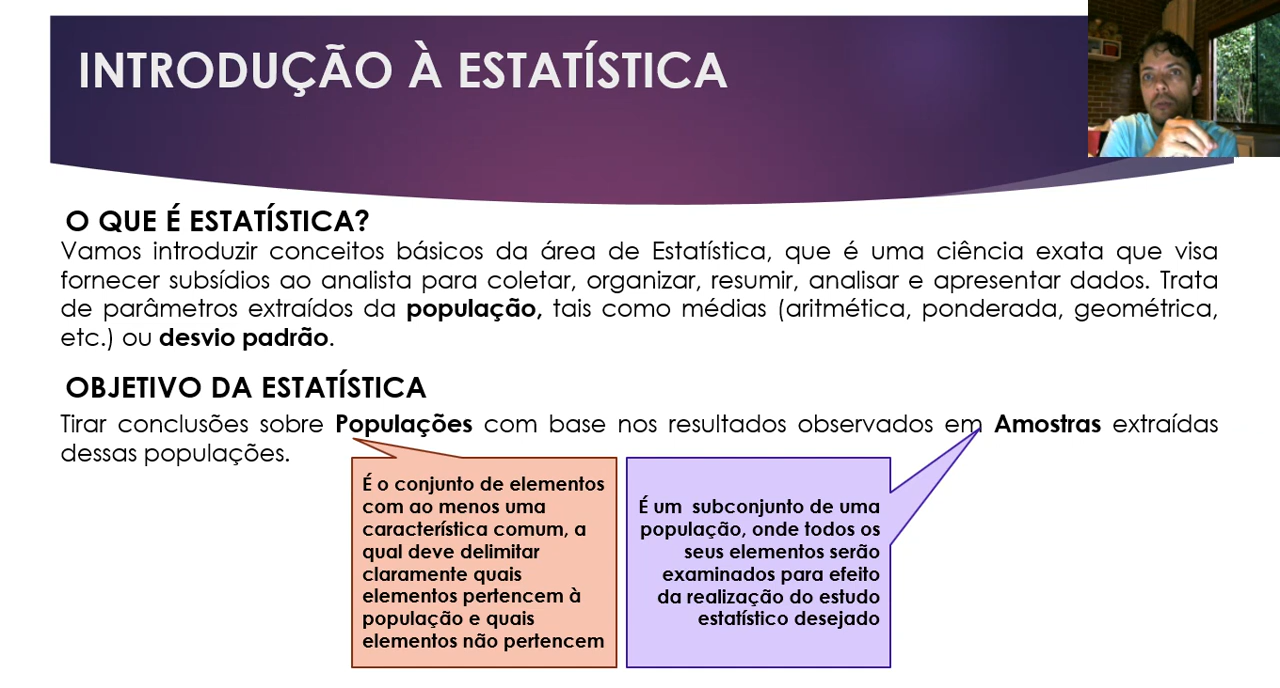 INTRODUÇÃO À ESTATÍSTICA
O QUE É ESTATÍSTICA?
Vamos introduzir conceitos básicos da área de Estatística, que é uma ciência exata que visa
fornecer subsídios ao analista para coletar, organizar, resumir, analisar e apresentar dados. Trata
de parâmetros extraídos da população, tais como médias (aritmética, ponderada, geométrica,
etc.) ou desvio padrão.
OBJETIVO DA ESTATÍSTICA
Tirar conclusões sobre Populações com base nos resultados observados em Amostras extraídas
dessas populações.
É o conjunto de elementos
com ao menos uma
característica comum, a
qual deve delimitar
claramente quais
elementos pertencem à
população e quais
elementos não pertencem
É um subconjunto de uma
população, onde todos os
seus elementos serão
examinados para efeito
da realização do estudo
estatístico desejado